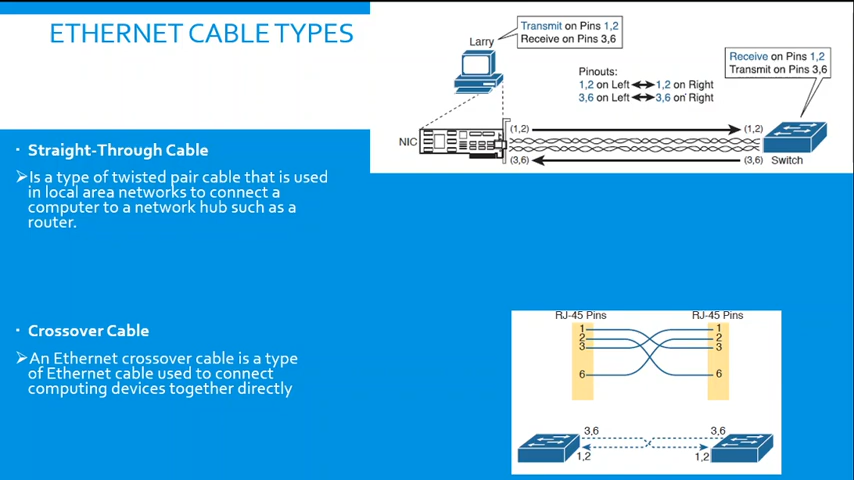 ETHERNET CABLE TYPES
Larry
Transmit on Pins 1,2
Receive on Pins 3,6
Receive on Pins 1,2
Transmit on Pins 3,6
Pinouts:
1,2 on Left 1,2 on Right
3,6 on Left 3,6 on Right
NIC
(1,2)
(1,2)
(3,6)
(3,6)
Switch
· Straight-Through Cable
➢Is a type of twisted pair cable that is used
in local area networks to connect a
computer to a network hub such as a
router.
· Crossover Cable
➢An Ethernet crossover cable is a type
of Ethernet cable used to connect
computing devices together directly
RJ-45 Pins
RJ-45 Pins
1
1
2
2
3
3
6
6
3,6
3,6
1,2
1,2